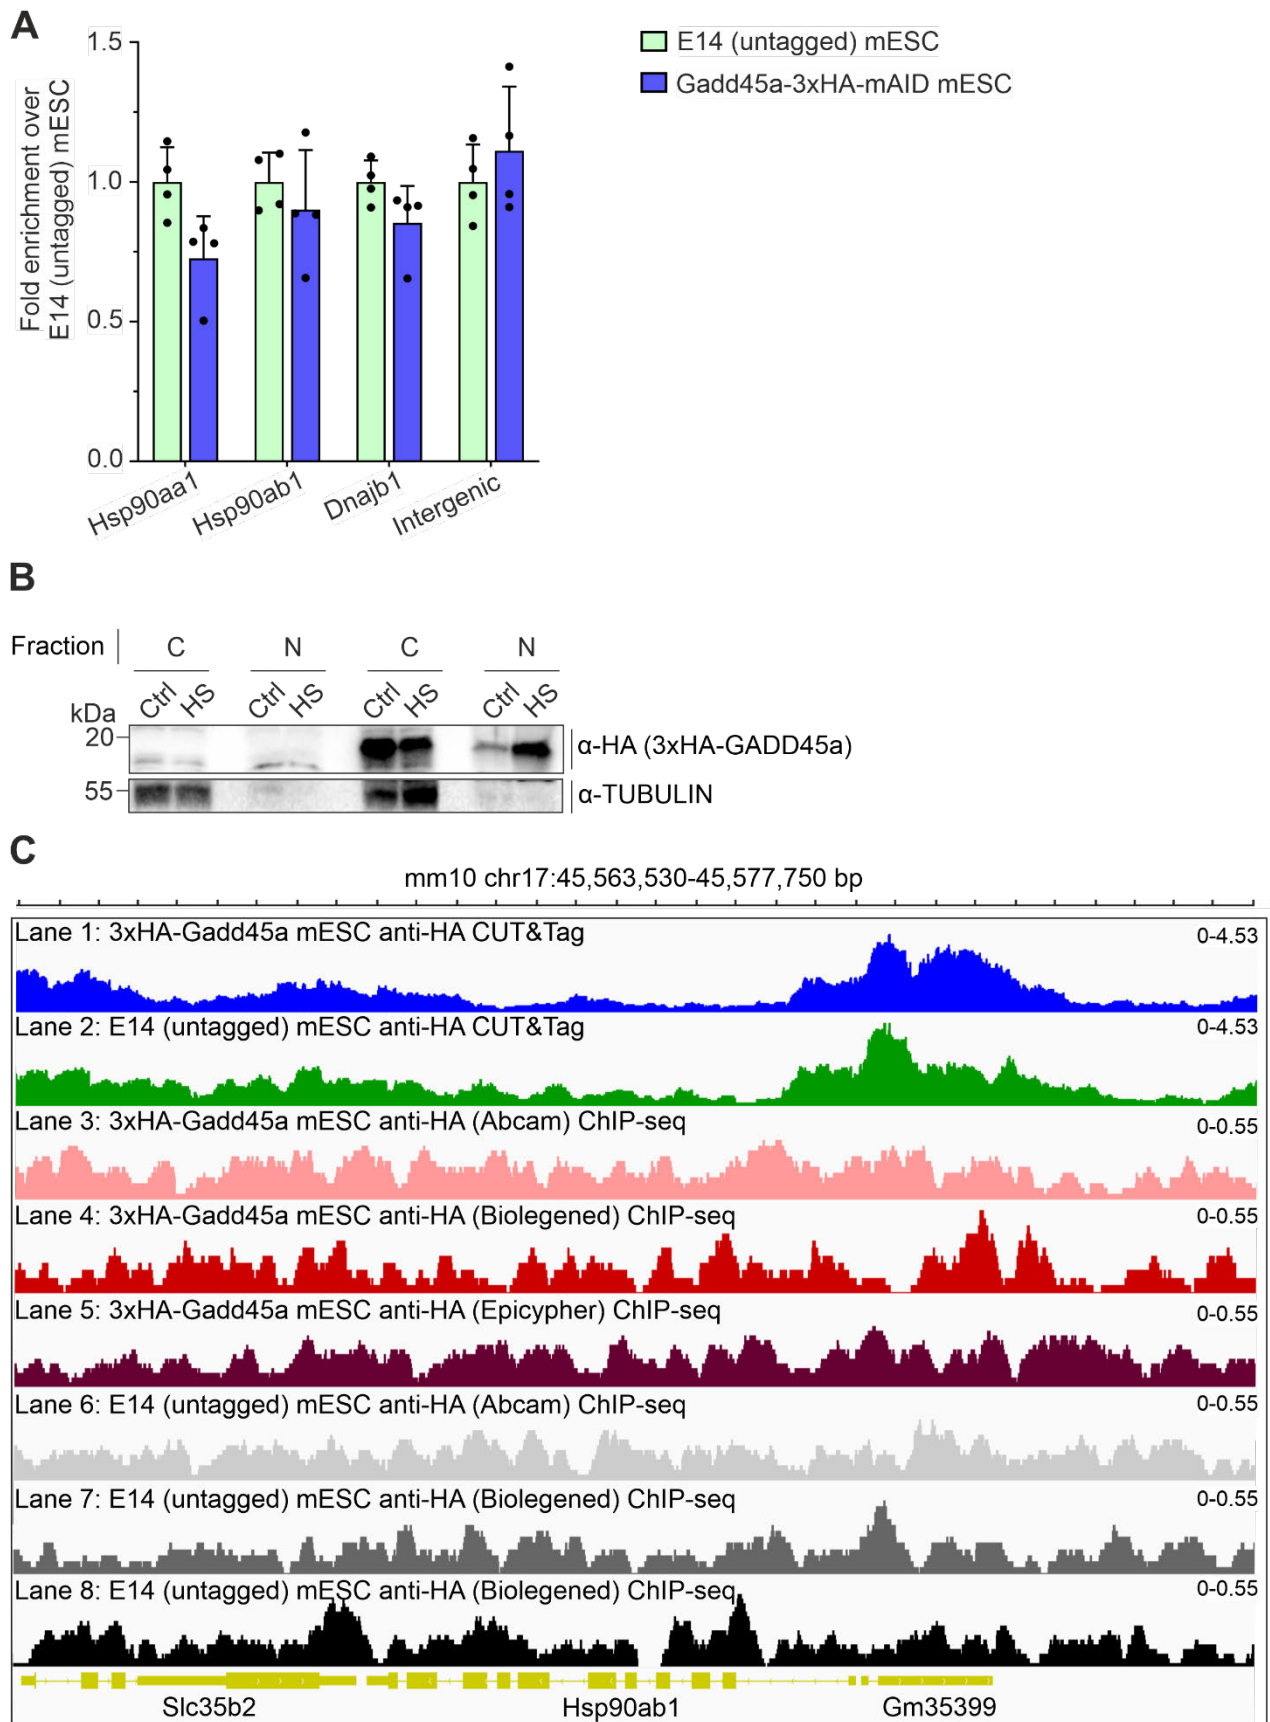 A
1.5
1.0
0.5
0.0
Fold enrichment over
E14 (untagged) mESC
E14 (untagged) mESC
Gadd45a-3xHA-mAID mESC
Hsp90aa1
Hsp90ab1
Dnajb1
Intergenic
B
Fraction C N C N
Ctrl HS Ctrl HS Ctrl HS Ctrl HS
kDa
20 α-HA (3xHA-GADD45a)
55 α-TUBULIN
C
mm10 chr17:45,563,530-45,577,750 bp
Lane 1: 3xHA-Gadd45a mESC anti-HA CUT&Tag 0-4.53
Lane 2: E14 (untagged) mESC anti-HA CUT&Tag 0-4.53
Lane 3: 3xHA-Gadd45a mESC anti-HA (Abcam) ChIP-seq 0-0.55
Lane 4: 3xHA-Gadd45a mESC anti-HA (Biolegened) ChIP-seq 0-0.55
Lane 5: 3xHA-Gadd45a mESC anti-HA (Epicypher) ChIP-seq 0-0.55
Lane 6: E14 (untagged) mESC anti-HA (Abcam) ChIP-seq 0-0.55
Lane 7: E14 (untagged) mESC anti-HA (Biolegened) ChIP-seq 0-0.55
Lane 8: E14 (untagged) mESC anti-HA (Biolegened) ChIP-seq 0-0.55
Slc35b2 Hsp90ab1 Gm35399